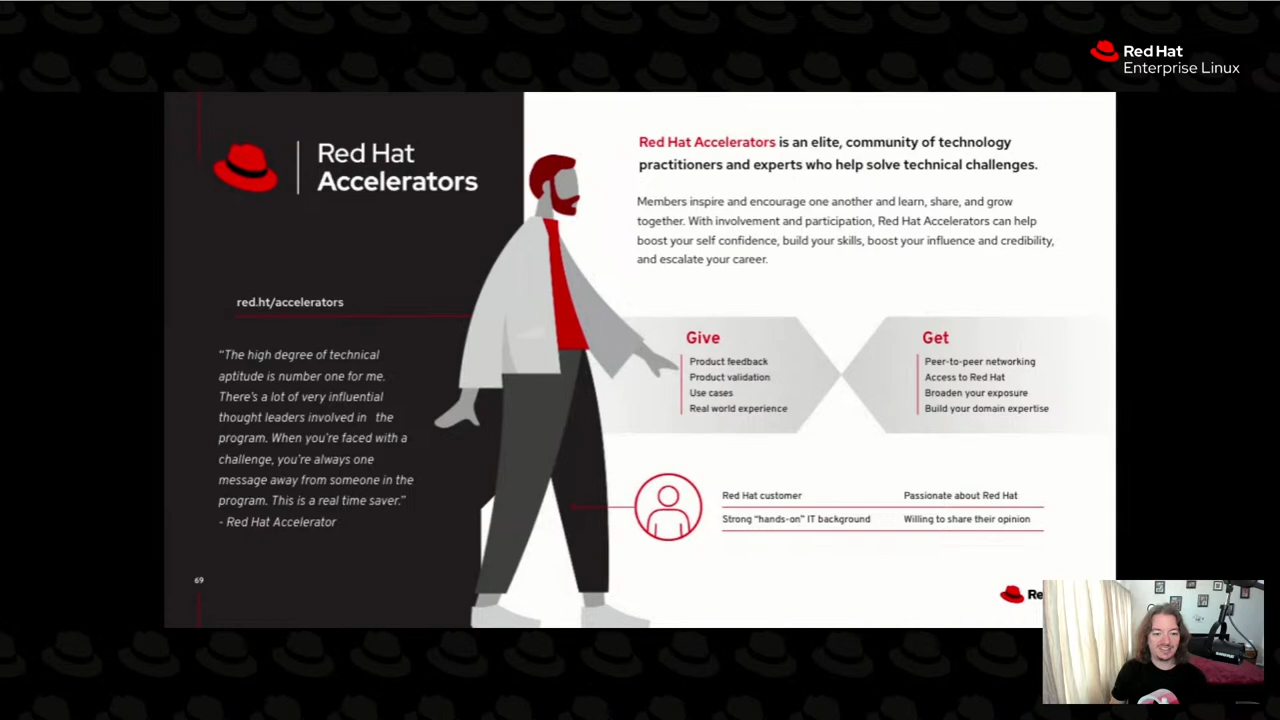 Red Hat
Enterprise Linux
Red Hat
Accelerators
red.ht/accelerators
“The high degree of technical
aptitude is number one for me.
There’s a lot of very influential
thought leaders involved in the
program. When you’re faced with a
challenge, you’re always one
message away from someone in the
program. This is a real time saver.”
- Red Hat Accelerator
69
Red Hat Accelerators is an elite, community of technology
practitioners and experts who help solve technical challenges.
Members inspire and encourage one another and learn, share, and grow
together. With involvement and participation, Red Hat Accelerators can help
boost your self confidence, build your skills, boost your influence and credibility,
and escalate your career.
Give
Product feedback
Product validation
Use cases
Real world experience
Get
Peer-to-peer networking
Access to Red Hat
Broaden your exposure
Build your domain expertise
Red Hat customer
Passionate about Red Hat
Strong “hands-on” IT background
Willing to share their opinion